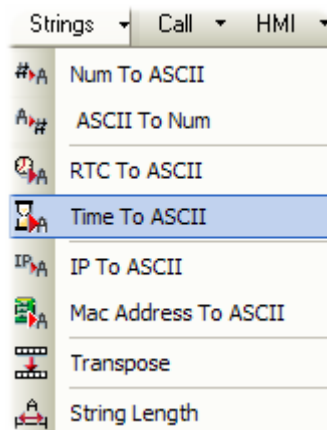 Strings Call HMI
Num To ASCII
ASCII To Num
RTC To ASCII
Time To ASCII
IP To ASCII
Mac Address To ASCII
Transpose
String Length